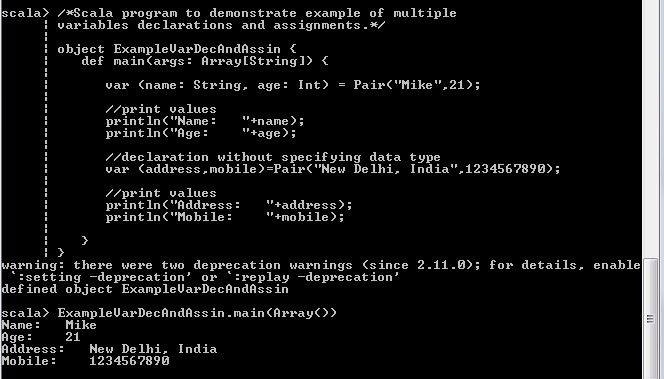 scala> /*Scala program to demonstrate example of multiple
     | variables declarations and assignments.*/
     |
     | object ExampleVarDecAndAssin {
     |    def main(args: Array[String]) {
     |
     |       var (name: String, age: Int) = Pair("Mike",21);
     |
     |       //print values
     |       println("Name:   "+name);
     |       println("Age:    "+age);
     |
     |       //declaration without specifying data type
     |       var (address,mobile)=Pair("New Delhi, India",1234567890);
     |
     |       //print values
     |       println("Address:   "+address);
     |       println("Mobile:    "+mobile);
     |
     |    }
     | }
warning: there were two deprecation warnings (since 2.11.0); for details, enable
 `:setting -deprecation' or `:replay -deprecation'
defined object ExampleVarDecAndAssin

scala> ExampleVarDecAndAssin.main(Array())
Name:   Mike
Age:    21
Address:   New Delhi, India
Mobile:    1234567890